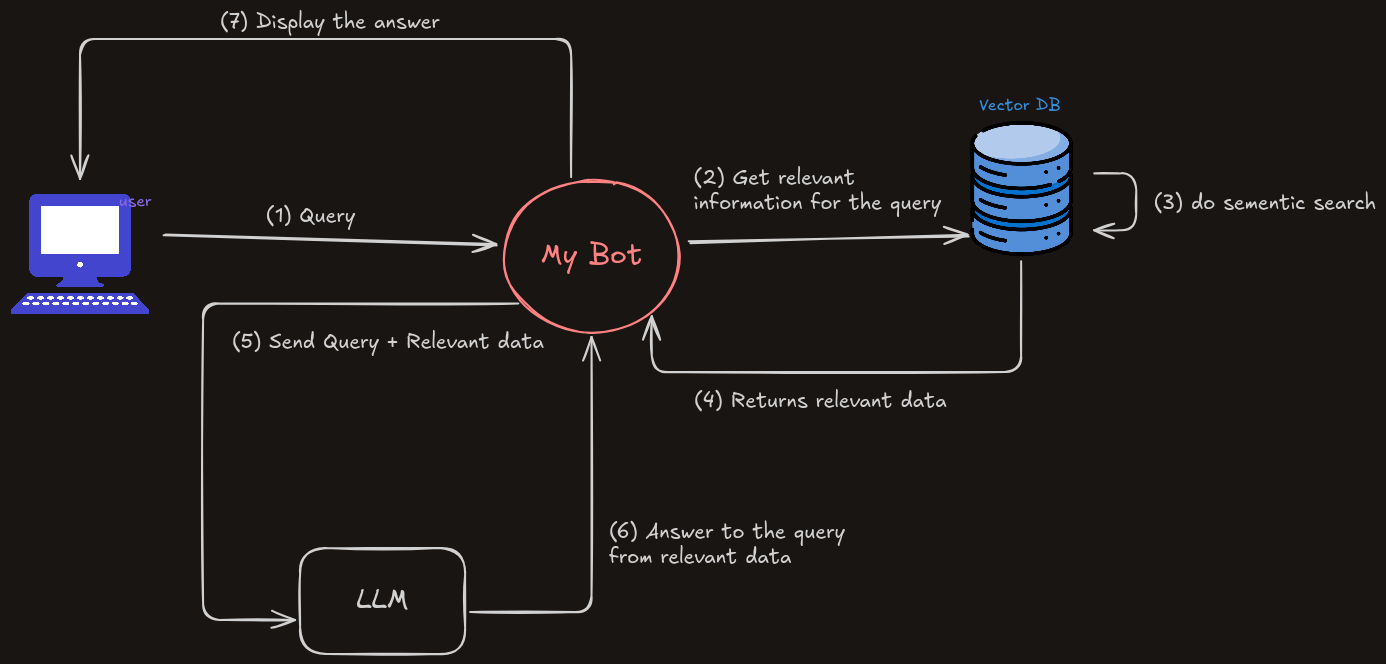 (7) Display the answer
Vector DB
user
(1) Query
(2) Get relevant
information for the query
(3) do sementic search
My Bot
(5) Send Query + Relevant data
(4) Returns relevant data
(6) Answer to the query
from relevant data
LLM